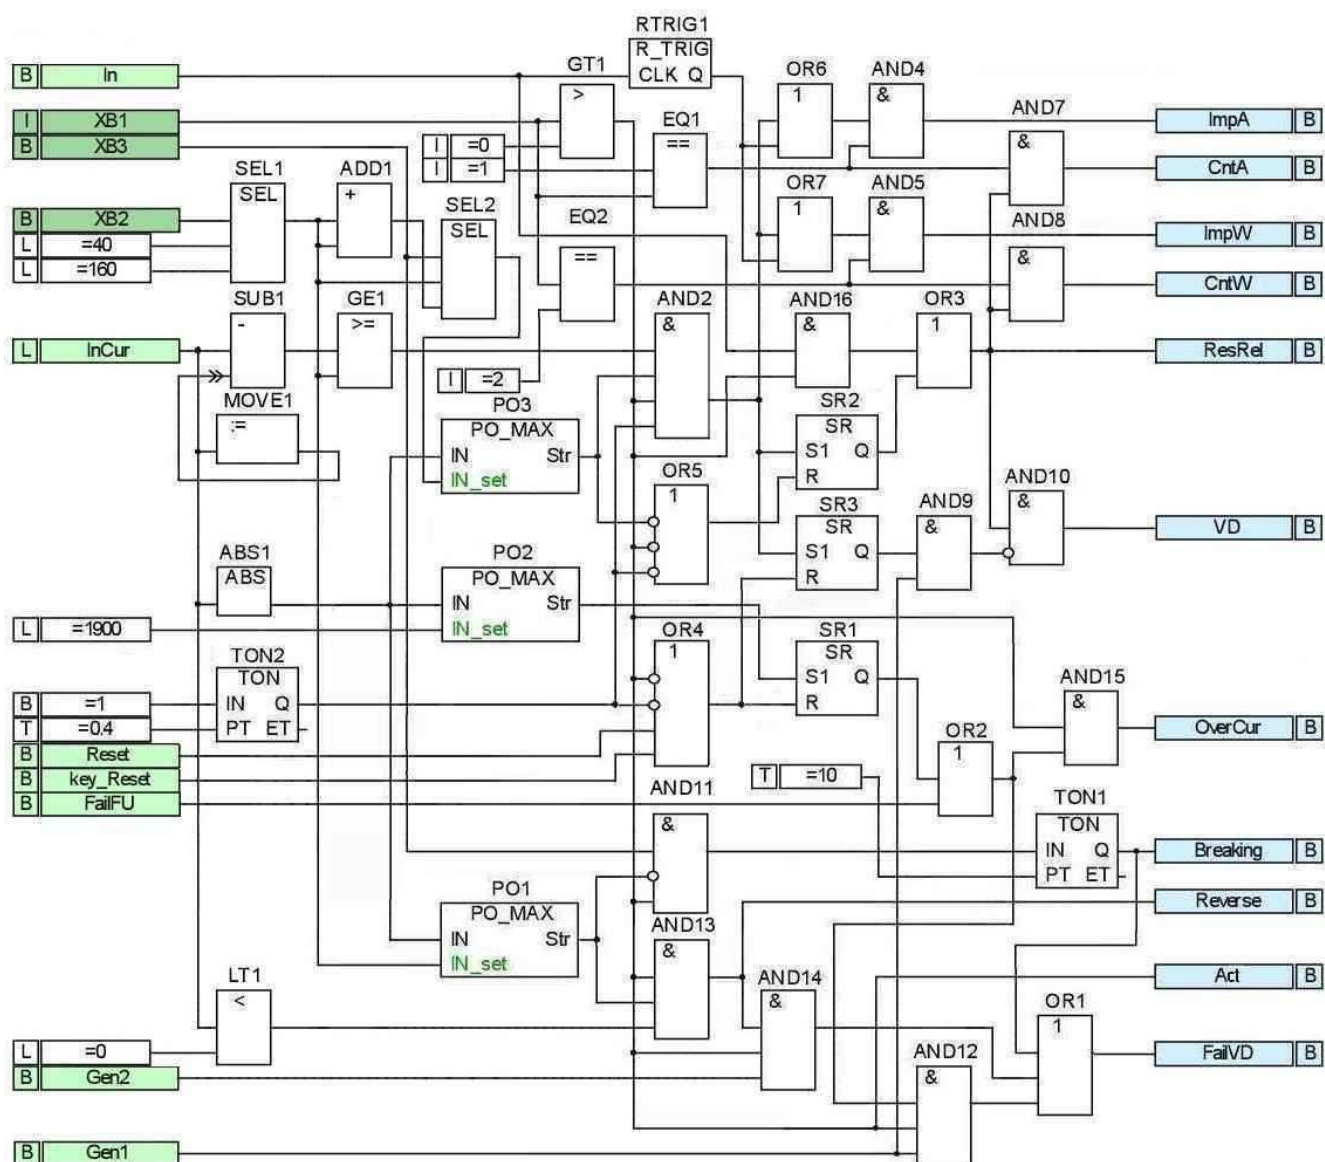 RTRIG1
R_TRIG
CLK Q
B In
GT1
>
OR6
1
AND4
&
AND7
&
ImpA B
I XB1
B XB3
I =0
I =1
EQ1
==
CntA B
SEL1
SEL
ADD1
+
SEL2
SEL
EQ2
==
OR7
1
AND5
&
AND8
&
B XB2
L =40
L =160
ImpW B
CntW B
SUB1
-
GE1
>=
AND2
&
AND16
&
OR3
1
L InCur
ResRel B
I =2
MOVE1
:=
PO3
PO_MAX
IN Str
IN_set
SR2
SR
S1 Q
R
OR5
1
SR3
SR
S1 Q
R
AND9
&
AND10
&
VD B
ABS1
ABS
PO2
PO_MAX
IN Str
IN_set
L =1900
OR4
1
SR1
SR
S1 Q
R
TON2
TON
IN Q
PT ET
B =1
T =0.4
B Reset
B key_Reset
B FailFU
AND15
&
OverCur B
OR2
1
T =10
AND11
&
TON1
TON
IN Q
PT ET
Breaking B
PO1
PO_MAX
IN Str
IN_set
Reverse B
AND13
&
LT1
<
AND14
&
Act B
OR1
1
L =0
B Gen2
FailVD B
AND12
&
B Gen1